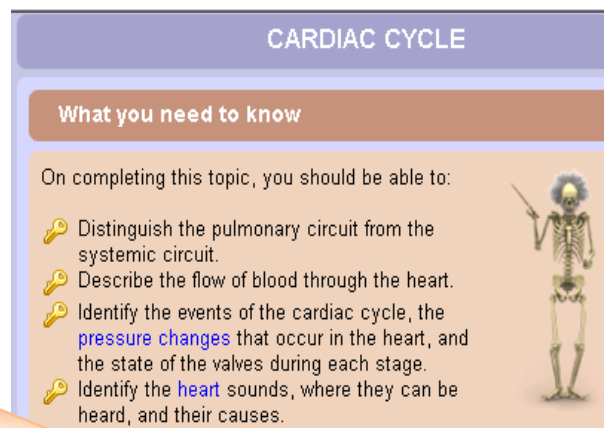 CARDIAC CYCLE
What you need to know
On completing this topic, you should be able to:
Distinguish the pulmonary circuit from the
systemic circuit.
Describe the flow of blood through the heart.
Identify the events of the cardiac cycle, the
pressure changes that occur in the heart, and
the state of the valves during each stage.
Identify the heart sounds, where they can be
heard, and their causes.